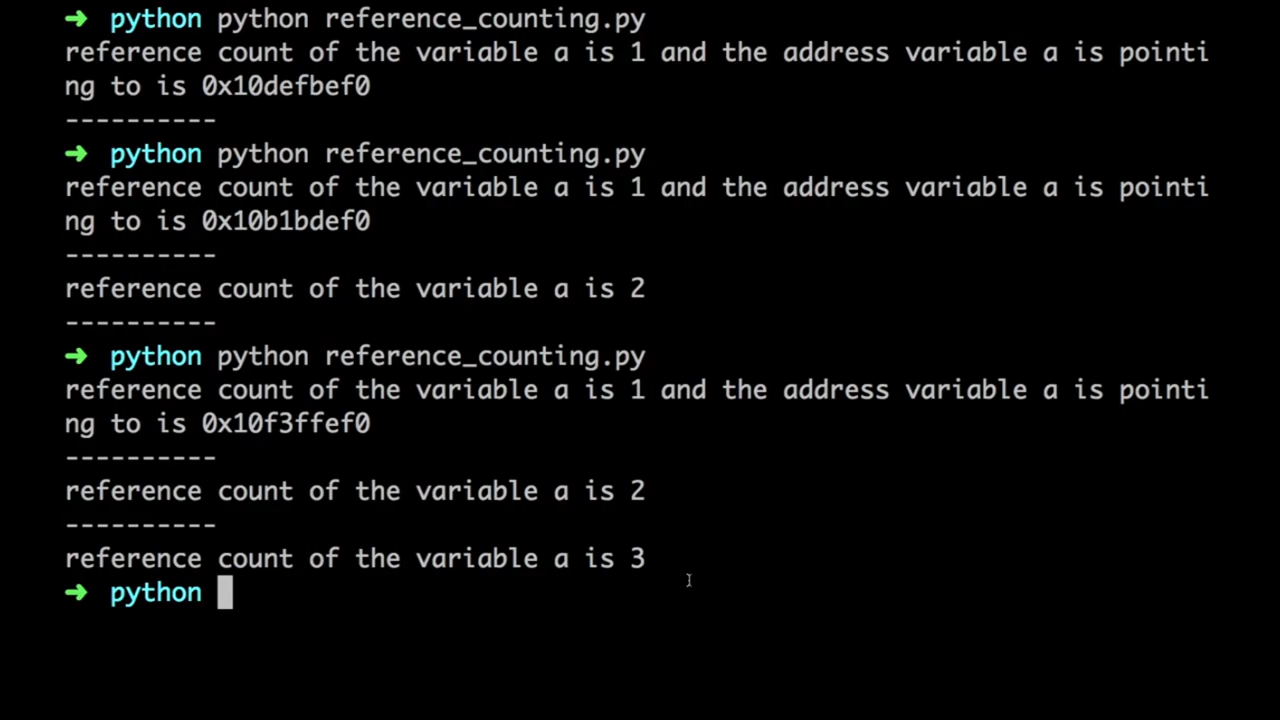 ➜ python python reference_counting.py
reference count of the variable a is 1 and the address variable a is pointi
ng to is 0x10defbef0
----------
➜ python python reference_counting.py
reference count of the variable a is 1 and the address variable a is pointi
ng to is 0x10b1bdef0
----------
reference count of the variable a is 2
----------
➜ python python reference_counting.py
reference count of the variable a is 1 and the address variable a is pointi
ng to is 0x10f3ffef0
----------
reference count of the variable a is 2
----------
reference count of the variable a is 3
➜ python